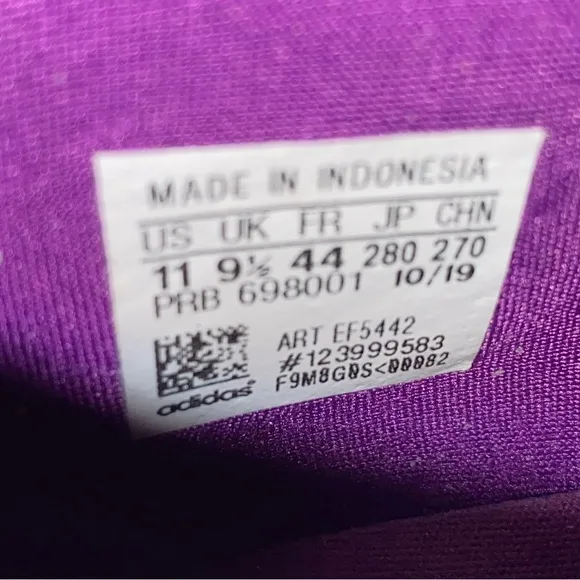 MADE IN INDONESIA
US UK FR JP CHN
11 9½ 44 280 270
PRB 698001 10/19
ART EF5442
#123999583
F9M8G0S<00082
adidas